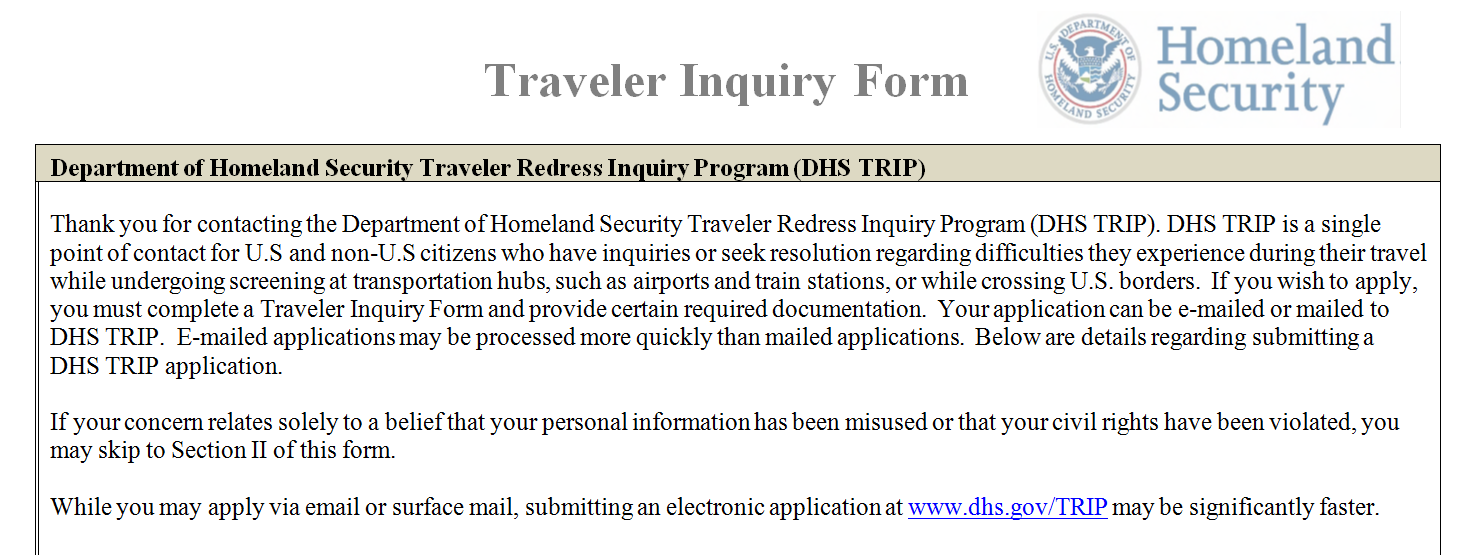 Traveler Inquiry Form
U.S. DEPARTMENT OF
HOMELAND SECURITY
Homeland
Security
Department of Homeland Security Traveler Redress Inquiry Program (DHS TRIP)
Thank you for contacting the Department of Homeland Security Traveler Redress Inquiry Program (DHS TRIP). DHS TRIP is a single
point of contact for U.S and non-U.S citizens who have inquiries or seek resolution regarding difficulties they experience during their travel
while undergoing screening at transportation hubs, such as airports and train stations, or while crossing U.S. borders.  If you wish to apply,
you must complete a Traveler Inquiry Form and provide certain required documentation.  Your application can be e-mailed or mailed to
DHS TRIP.  E-mailed applications may be processed more quickly than mailed applications.  Below are details regarding submitting a
DHS TRIP application.
If your concern relates solely to a belief that your personal information has been misused or that your civil rights have been violated, you
may skip to Section II of this form.
While you may apply via email or surface mail, submitting an electronic application at www.dhs.gov/TRIP may be significantly faster.